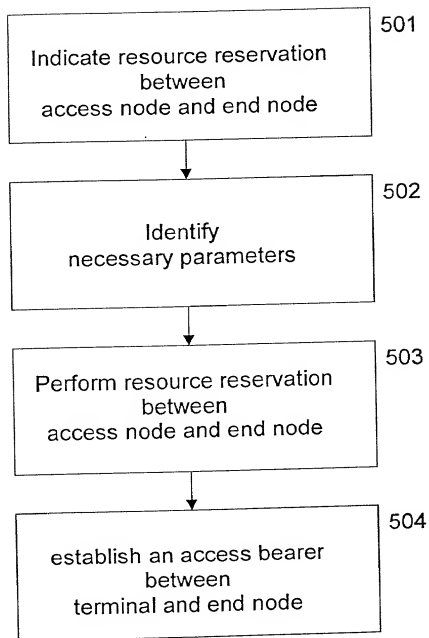 501
Indicate resource reservation
between
access node and end node
502
Identify
necessary parameters
503
Perform resource reservation
between
access node and end node
504
establish an access bearer
between
terminal and end node